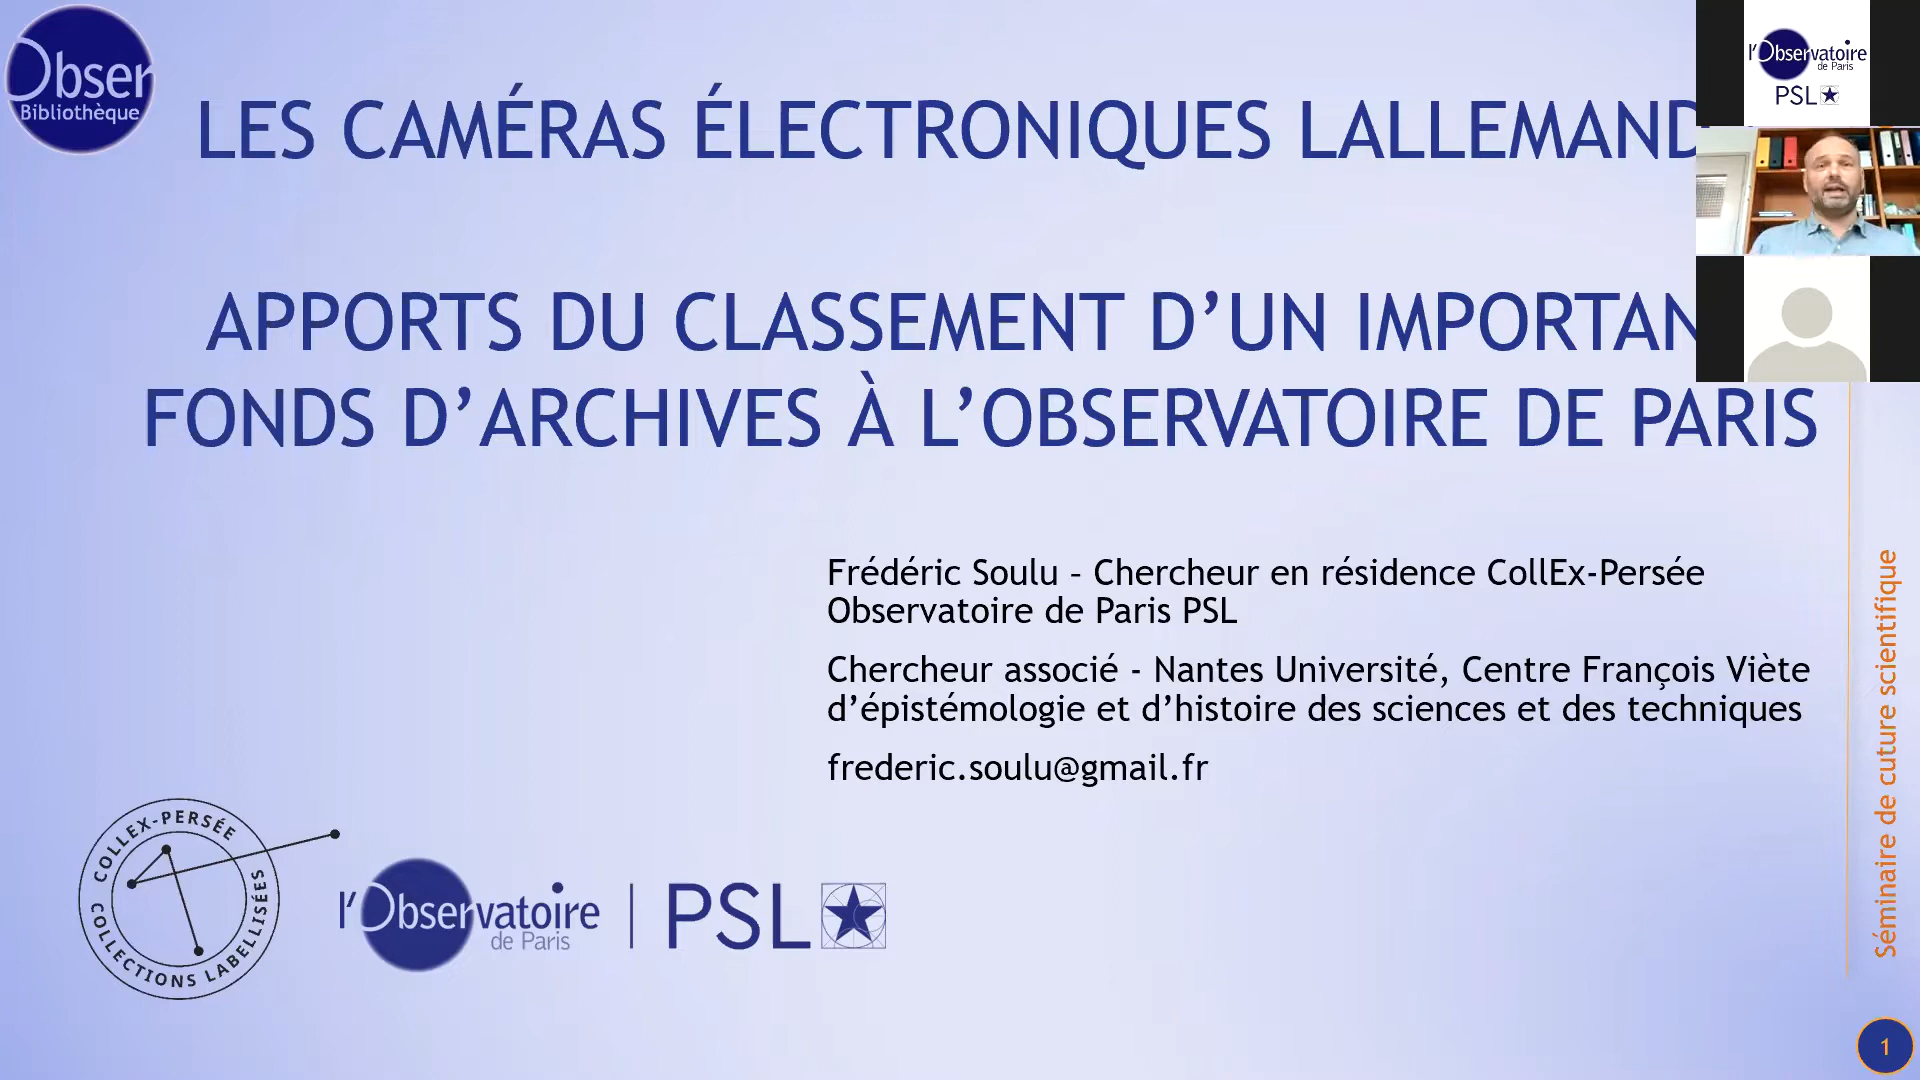 Obser
Bibliothèque
LES CAMÉRAS ÉLECTRONIQUES LALLEMAND
APPORTS DU CLASSEMENT D’UN IMPORTAN
FONDS D’ARCHIVES À L’OBSERVATOIRE DE PARIS
Frédéric Soulu – Chercheur en résidence CollEx-Persée
Observatoire de Paris PSL
Chercheur associé - Nantes Université, Centre François Viète
d’épistémologie et d’histoire des sciences et des techniques
frederic.soulu@gmail.fr
COLLEX-PERSÉE
COLLECTIONS LABELLISÉES
l'Observatoire
de Paris
PSL
l'Observatoire
de Paris
PSL
Séminaire de cuture scientifique
1